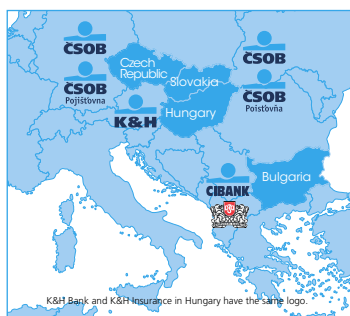 ČSOB
ČSOB
Pojišťovna
Czech
Republic
Slovakia
ČSOB
ČSOB
Poisťovňa
K&H
Hungary
CIBANK
Bulgaria
K&H Bank and K&H Insurance in Hungary have the same logo.